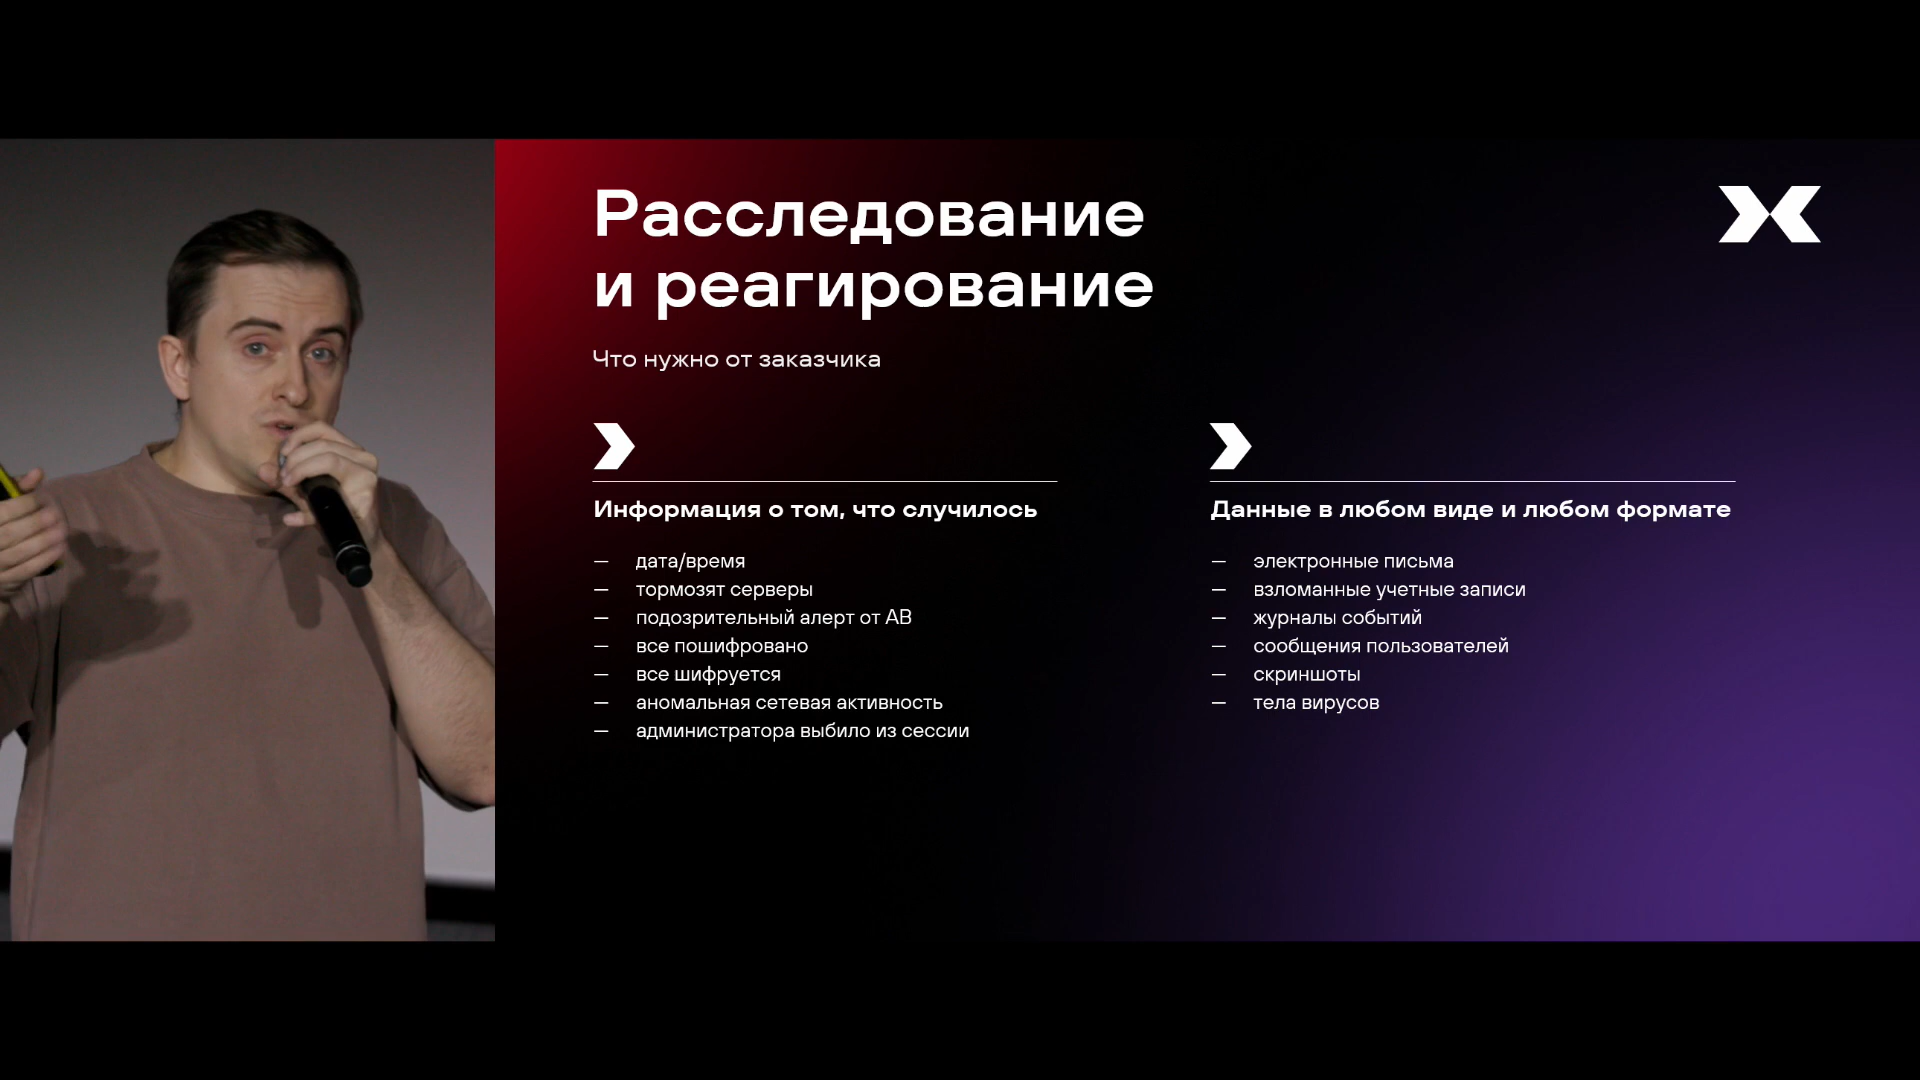 Расследование
и реагирование
Что нужно от заказчика
Информация о том, что случилось
— дата/время
— тормозят серверы
— подозрительный алерт от АВ
— все пошифровано
— все шифруется
— аномальная сетевая активность
— администратора выбило из сессии
Данные в любом виде и любом формате
— электронные письма
— взломанные учетные записи
— журналы событий
— сообщения пользователей
— скриншоты
— тела вирусов